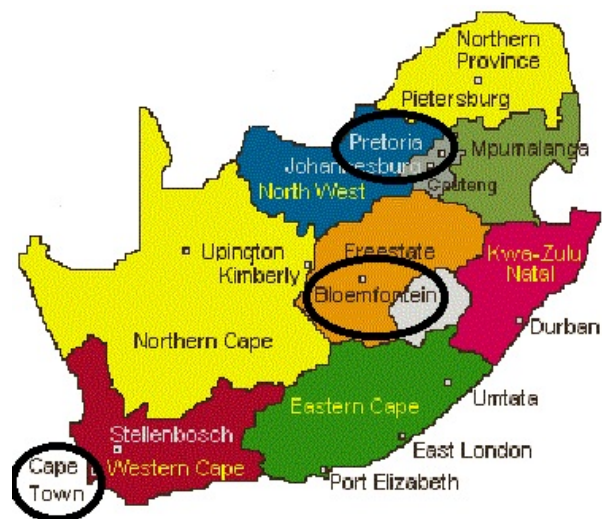 Northern
Province
Pietersburg
Pretoria
Johannesburg
Mpumalanga
Gauteng
North West
Upington
Kimberly
Freestate
Kwa-Zulu
Natal
Bloemfontein
Durban
Northern Cape
Umtata
Eastern Cape
Stellenbosch
East London
Cape
Town
Western Cape
Port Elizabeth